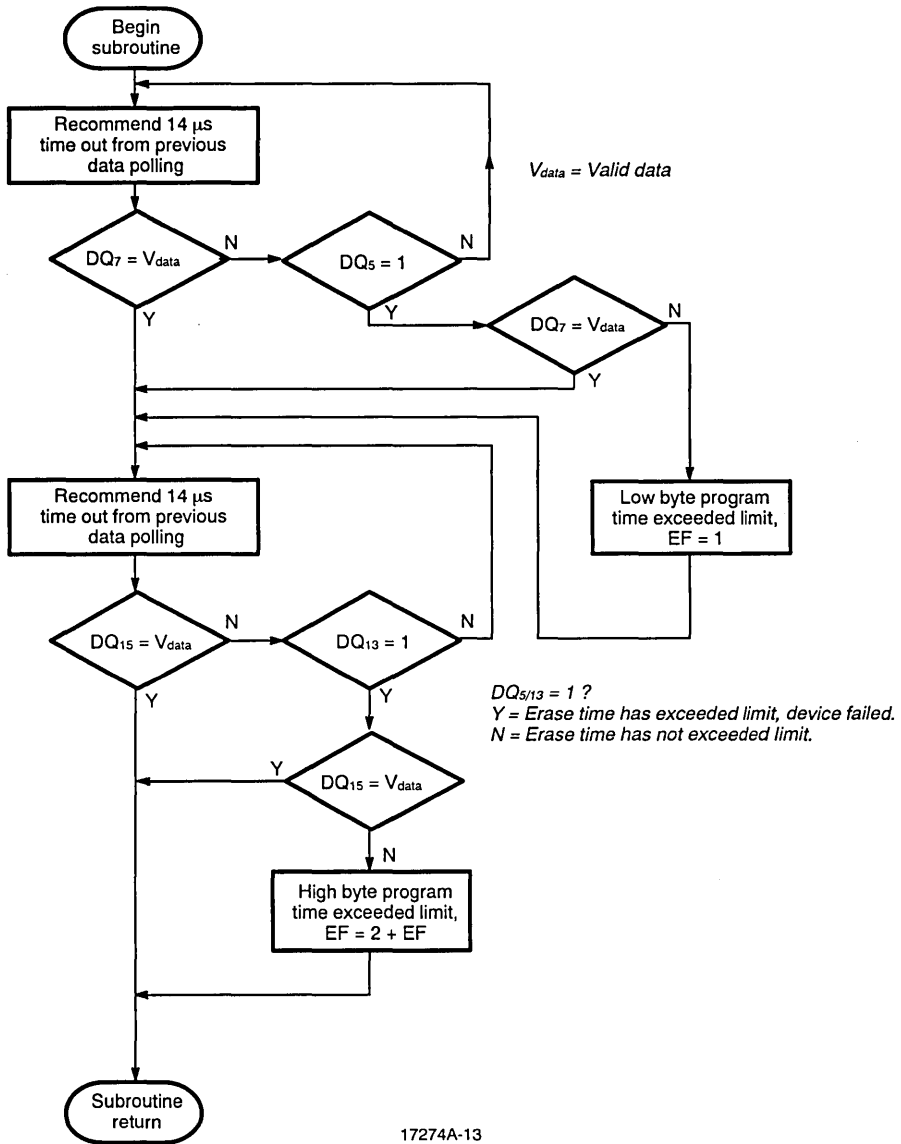 Begin
subroutine
Recommend 14 µs
time out from previous
data polling
Vdata = Valid data
DQ7 = Vdata
N
DQ5 = 1
N
Y
Y
DQ7 = Vdata
N
Y
Recommend 14 µs
time out from previous
data polling
Low byte program
time exceeded limit,
EF = 1
DQ15 = Vdata
N
DQ13 = 1
N
Y
Y
DQ5/13 = 1 ?
Y = Erase time has exceeded limit, device failed.
N = Erase time has not exceeded limit.
Y
DQ15 = Vdata
N
High byte program
time exceeded limit,
EF = 2 + EF
Subroutine
return
17274A-13